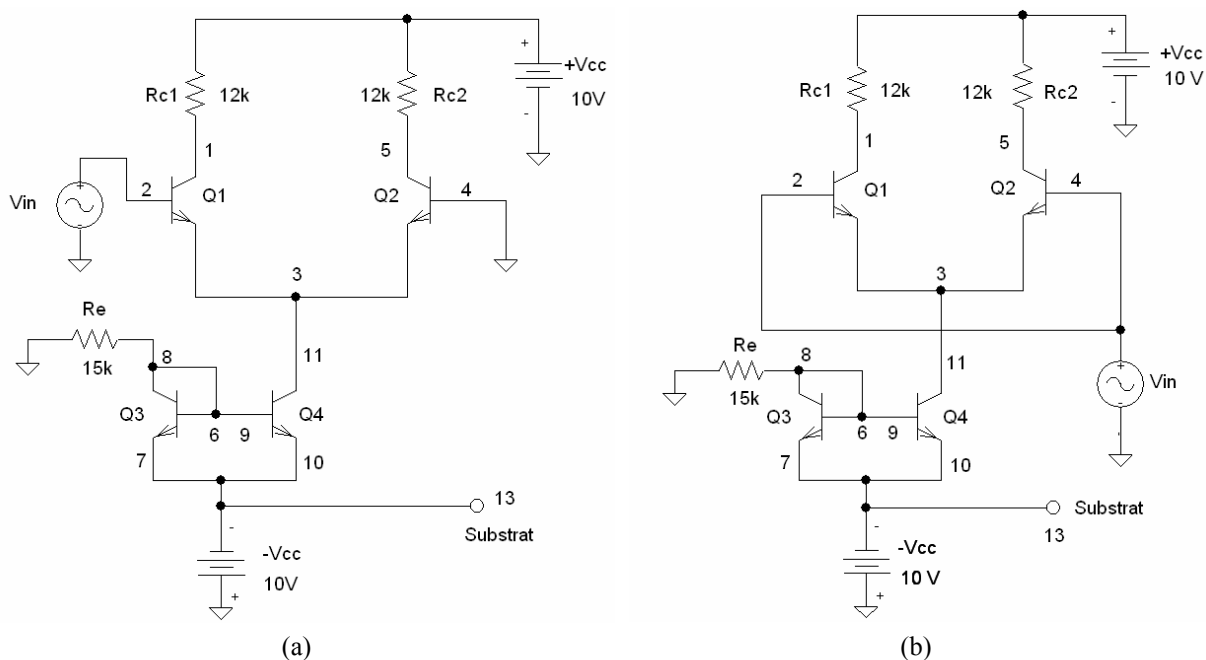 +
+Vcc
10V
-
Rc1
12k
12k
Rc2
1
5
+
Vin
-
2
Q1
Q2
4
3
Re
15k
8
11
Q3
6
9
Q4
7
10
13
Substrat
-
-Vcc
10V
+
(a)
+
+Vcc
10 V
-
Rc1
12k
12k
Rc2
1
5
2
Q1
Q2
4
3
Re
15k
8
11
+
Vin
-
Q3
6
9
Q4
7
10
Substrat
13
-
-Vcc
10 V
+
(b)